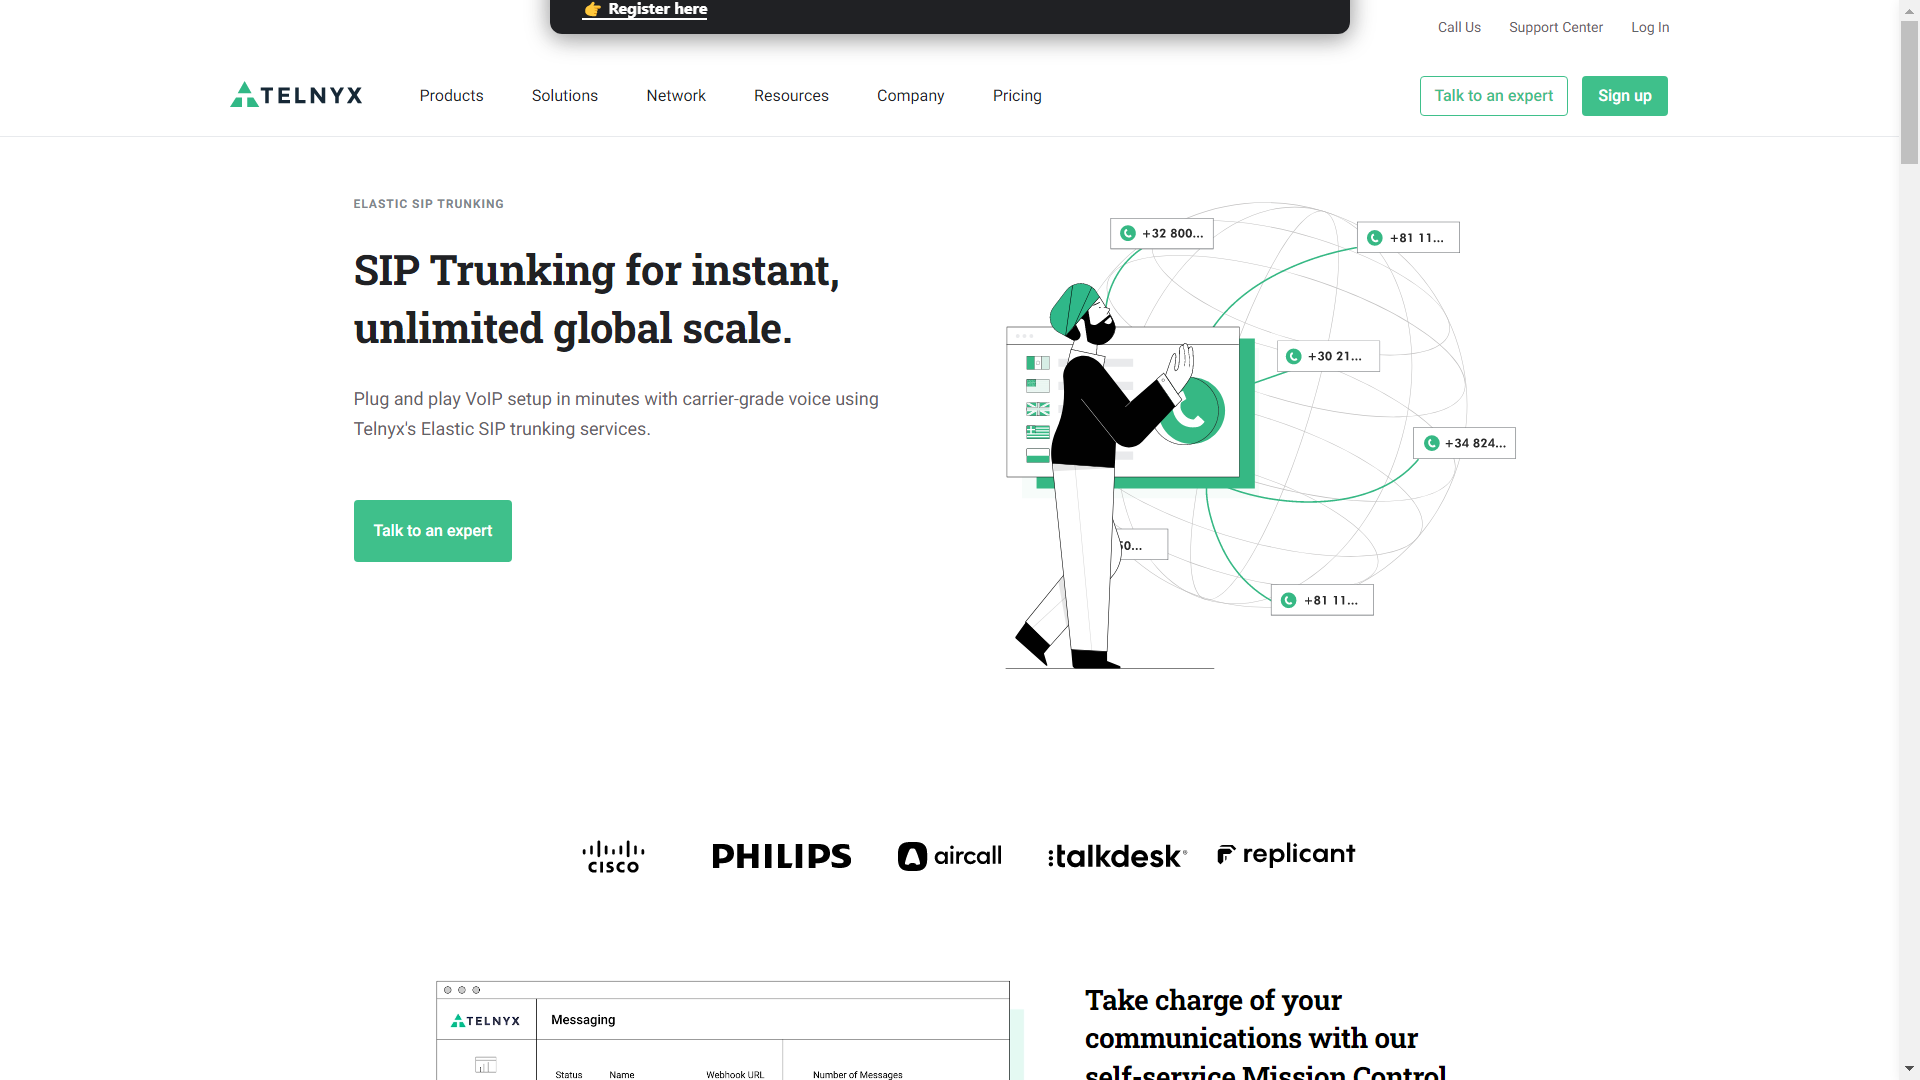 👉 Register here
Call Us
Support Center
Log In
TELNYX
Products
Solutions
Network
Resources
Company
Pricing
Talk to an expert
Sign up
ELASTIC SIP TRUNKING
SIP Trunking for instant,
unlimited global scale.
Plug and play VoIP setup in minutes with carrier-grade voice using
Telnyx's Elastic SIP trunking services.
Talk to an expert
+32 800...
+81 11...
+30 21...
+34 824...
50...
+81 11...
CISCO
PHILIPS
aircall
talkdesk®
replicant
TELNYX
Messaging
Status
Name
Webhook URL
Number of Messages
Take charge of your
communications with our
self-service Mission Control